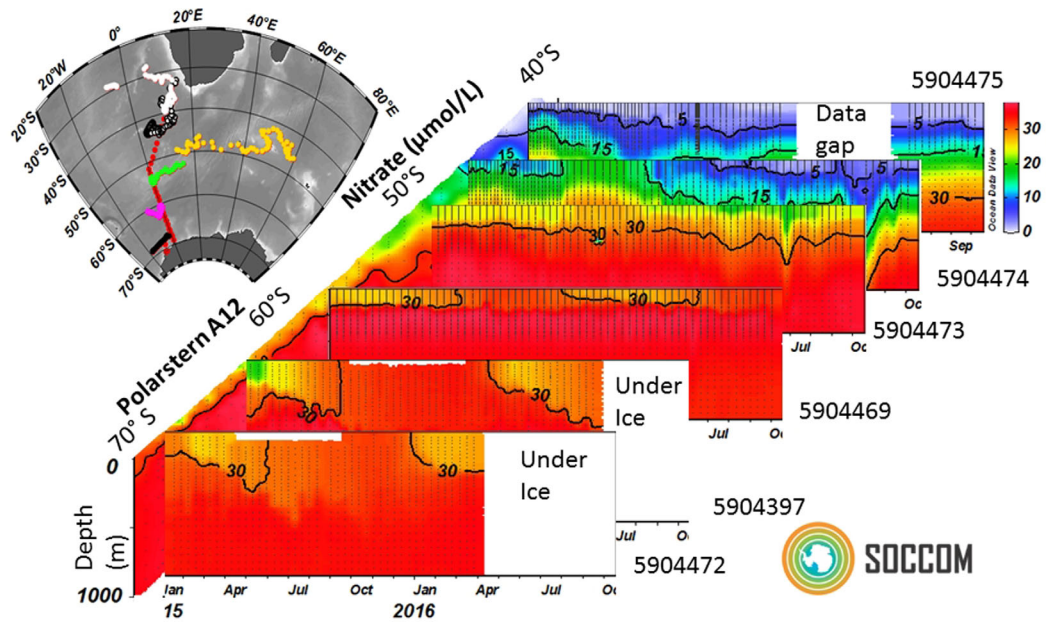 20°E
40°E
60°E
80°E
0°
20°W
20°S
30°S
40°S
50°S
60°S
70°S
Polarstern A12
Nitrate (µmol/L)
40°S
50°S
60°S
70° S
5904475
Data
gap
5
5
15
15
5
5
15
15
30
30
20
10
0
Ocean Data View
Sep
5904474
Oc
30
30
5904473
Jul Oc
30
30
5904469
Jul Oc
30
30
Under
Ice
5904397
Jul Oc
30
30
Under
Ice
5904472
0
Depth
(m)
1000
Jan Apr Jul Oct Jan Apr Jul Oc
15 2016
SOCCOM